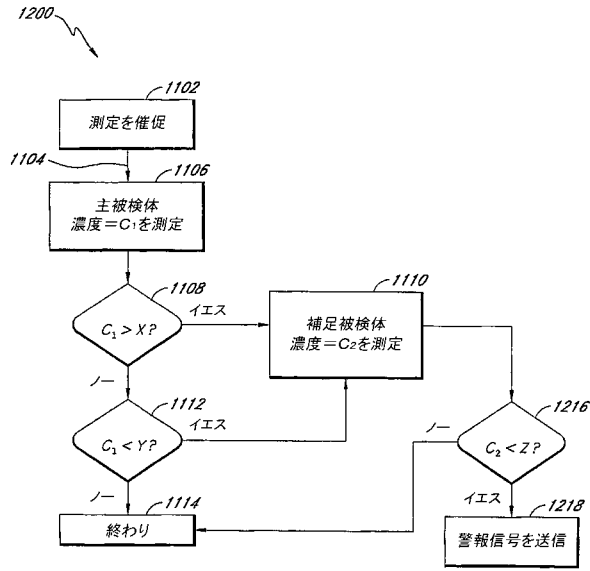 1200
1102
測定を催促
1104
1106
主被検体
濃度=C₁を測定
1108
C₁ > X?
イエス
1110
補足被検体
濃度=C₂を測定
ノー
1112
C₁ < Y?
イエス
1216
C₂ < Z?
ノー
イエス
ノー
1114
終わり
1218
警報信号を送信